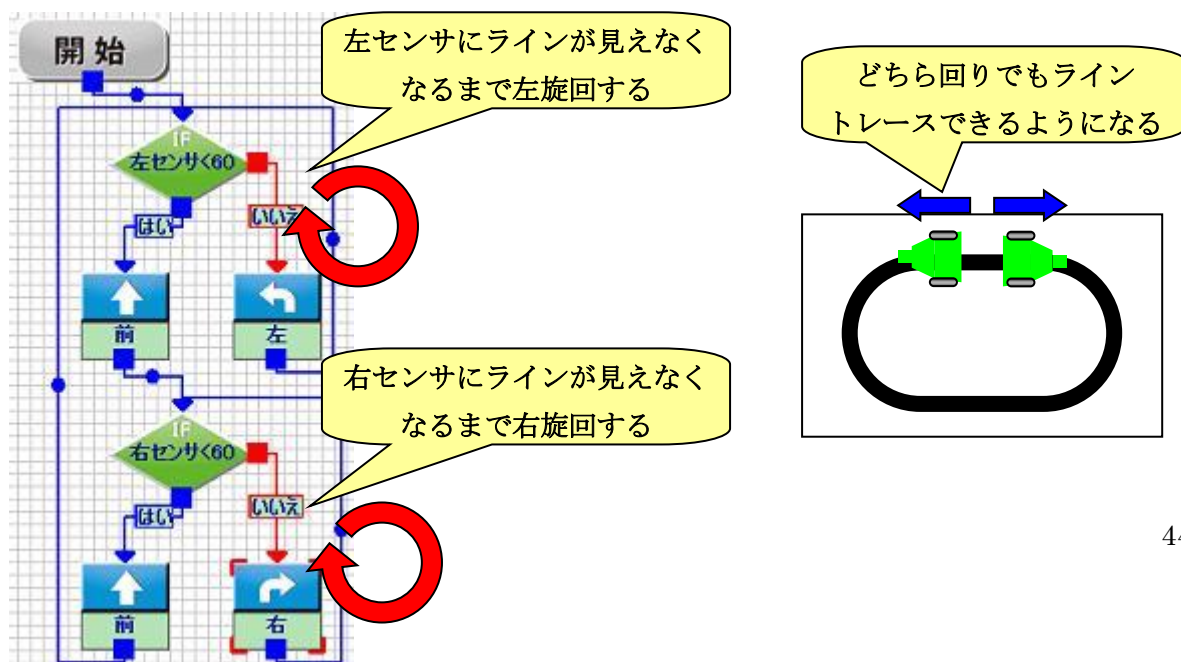 開始
左センサにラインが見えなく
なるまで左旋回する
どちら回りでもライン
トレースできるようになる
IF
左センサ<60
はい
いいえ
前
左
右センサにラインが見えなく
なるまで右旋回する
IF
右センサ<60
はい
いいえ
前
右